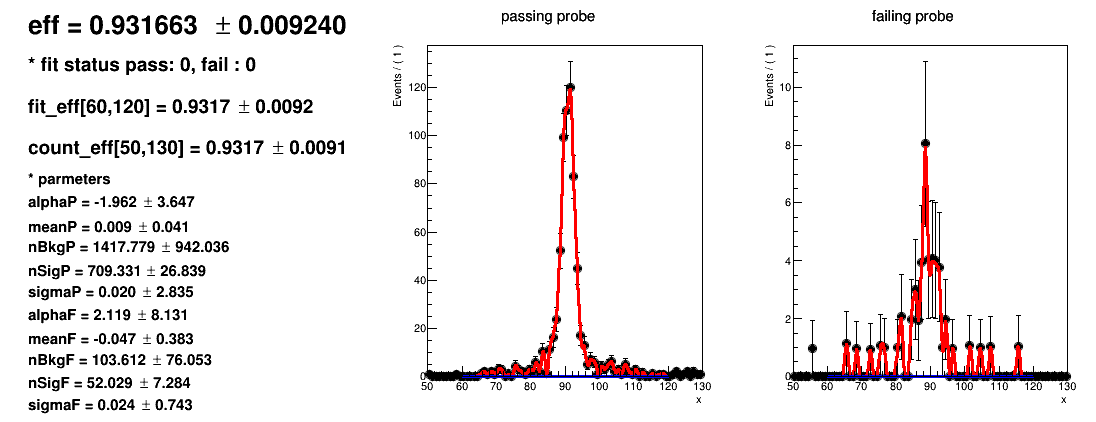 eff = 0.931663 ± 0.009240
* fit status pass: 0, fail : 0
fit_eff[60,120] = 0.9317 ± 0.0092
count_eff[50,130] = 0.9317 ± 0.0091
* parmeters
alphaP = -1.962 ± 3.647
meanP = 0.009 ± 0.041
nBkgP = 1417.779 ± 942.036
nSigP = 709.331 ± 26.839
sigmaP = 0.020 ± 2.835
alphaF = 2.119 ± 8.131
meanF = -0.047 ± 0.383
nBkgF = 103.612 ± 76.053
nSigF = 52.029 ± 7.284
sigmaF = 0.024 ± 0.743
passing probe
Events / ( 1 )
120
100
80
60
40
20
0
50 60 70 80 90 100 110 120 130
x
failing probe
Events / ( 1 )
10
8
6
4
2
0
50 60 70 80 90 100 110 120 130
x